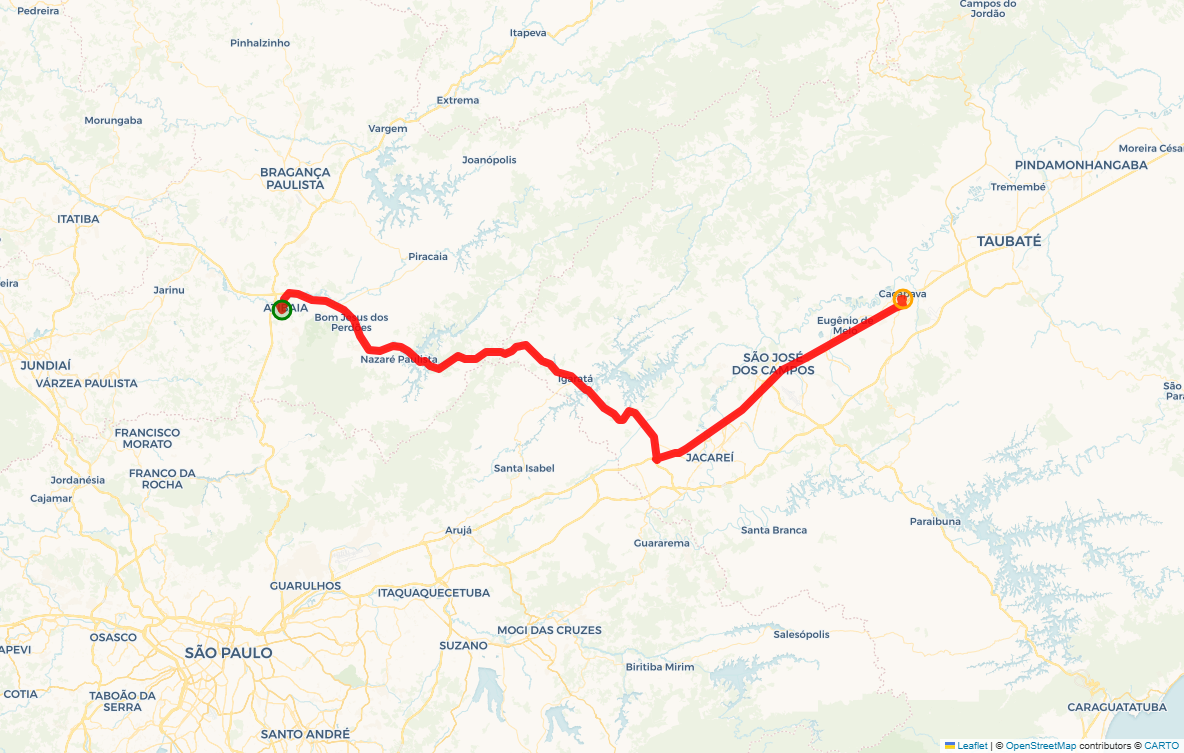 Pedreira
Campos do
Jordão
Itapeva
Pinhalzinho
Extrema
Morungaba
Vargem
Moreira Césa
Joanópolis
PINDAMONHANGABA
BRAGANÇA
PAULISTA
Tremembé
ITATIBA
TAUBATÉ
Piracaia
eira
Jarinu
Caçapava
ATIBAIA
Bom Jesus dos
Perdões
Eugênio de
Melo
Nazaré Paulista
SÃO JOSÉ
DOS CAMPOS
JUNDIAÍ
Igaratá
VÁRZEA PAULISTA
São
Para
FRANCISCO
MORATO
JACAREÍ
Santa Isabel
FRANCO DA
ROCHA
Jordanésia
Cajamar
Paraibuna
Arujá
Santa Branca
Guararema
GUARULHOS
ITAQUAQUECETUBA
MOGI DAS CRUZES
OSASCO
Salesópolis
APEVI
SÃO PAULO
SUZANO
Biritiba Mirim
COTIA
TABOÃO DA
SERRA
CARAGUATATUBA
SANTO ANDRÉ
Leaflet | © OpenStreetMap contributors © CARTO